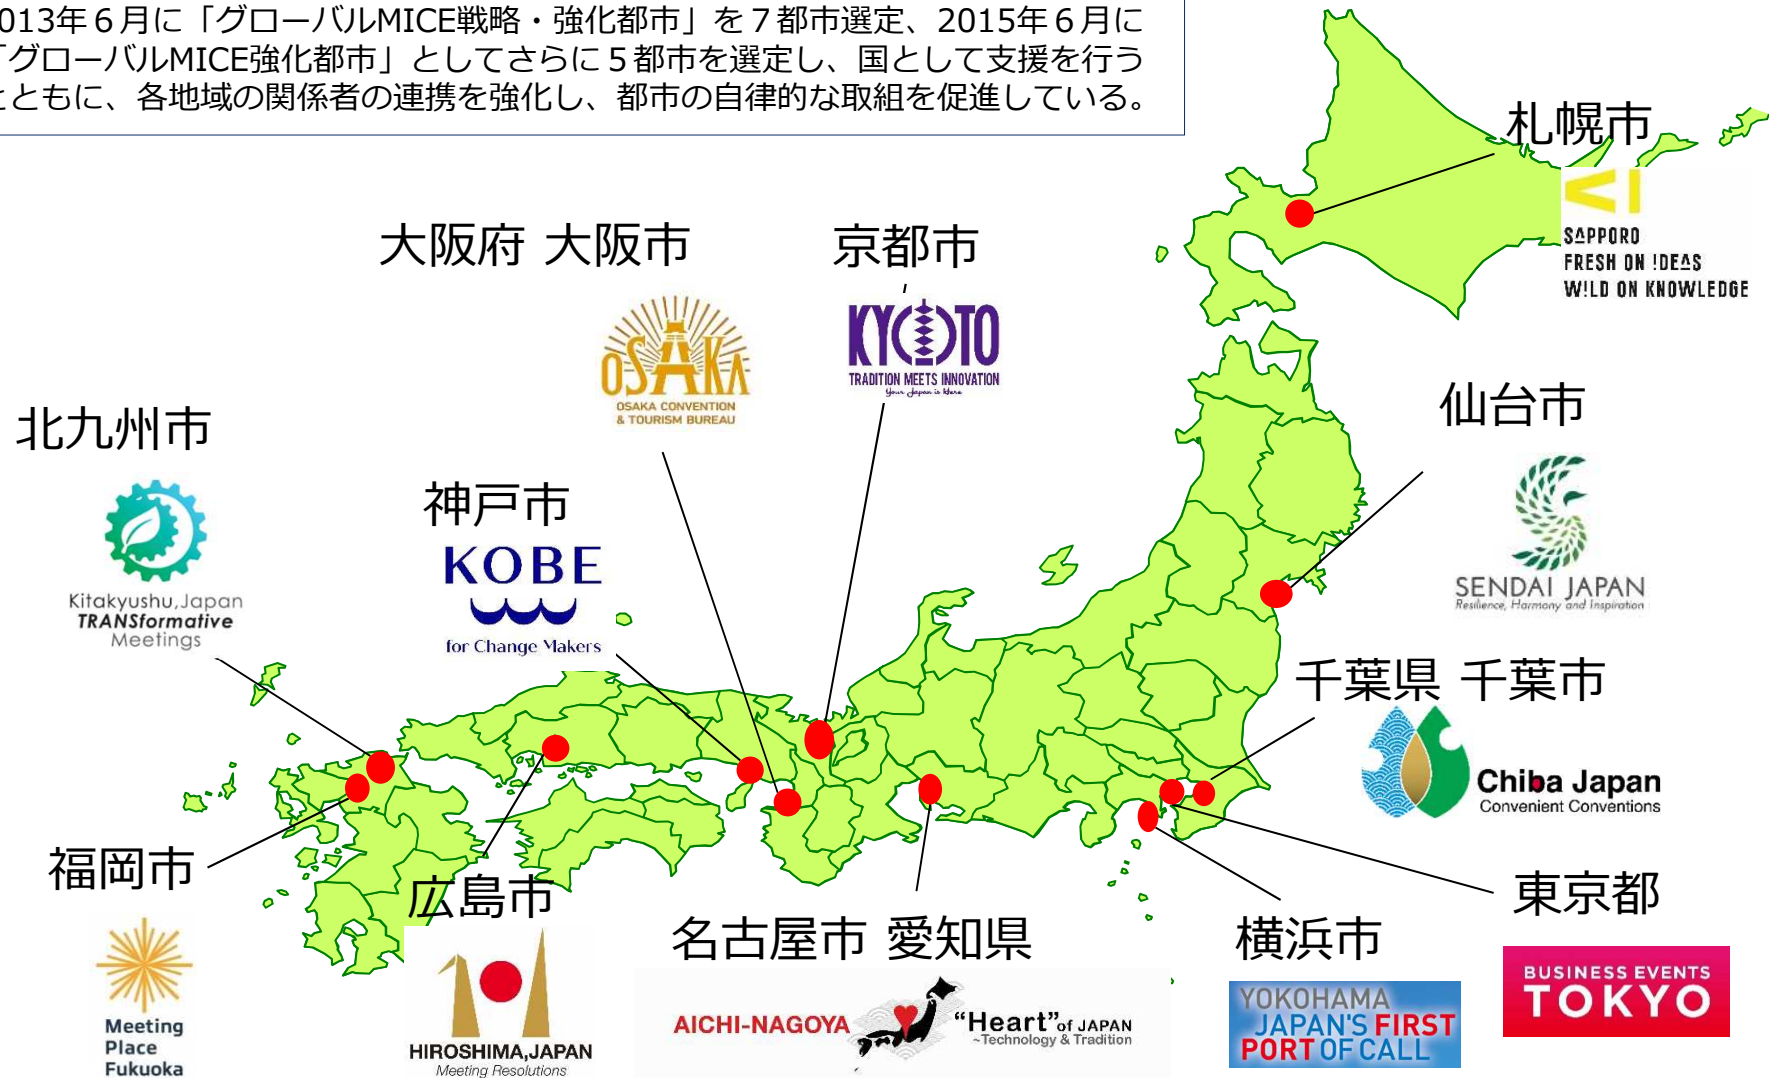 013年６月に「グローバルMICE戦略・強化都市」を７都市選定、2015年６月に
「グローバルMICE強化都市」としてさらに５都市を選定し、国として支援を行う
とともに、各地域の関係者の連携を強化し、都市の自律的な取組を促進している。
札幌市
SAPPORO
FRESH ON !DEAS
W!LD ON KNOWLEDGE
大阪府 大阪市
OSAKA
OSAKA CONVENTION
& TOURISM BUREAU
京都市
KYOTO
TRADITION MEETS INNOVATION
Your Japan is Here
仙台市
SENDAI JAPAN
Resilience, Harmony and Inspiration
北九州市
Kitakyushu,Japan
TRANSformative
Meetings
神戸市
KOBE
for Change Makers
千葉県 千葉市
Chiba Japan
Convenient Conventions
福岡市
Meeting
Place
Fukuoka
広島市
HIROSHIMA,JAPAN
Meeting Resolutions
名古屋市 愛知県
AICHI-NAGOYA
“Heart” of JAPAN
~Technology & Tradition
横浜市
YOKOHAMA
JAPAN'S FIRST
PORT OF CALL
東京都
BUSINESS EVENTS
TOKYO